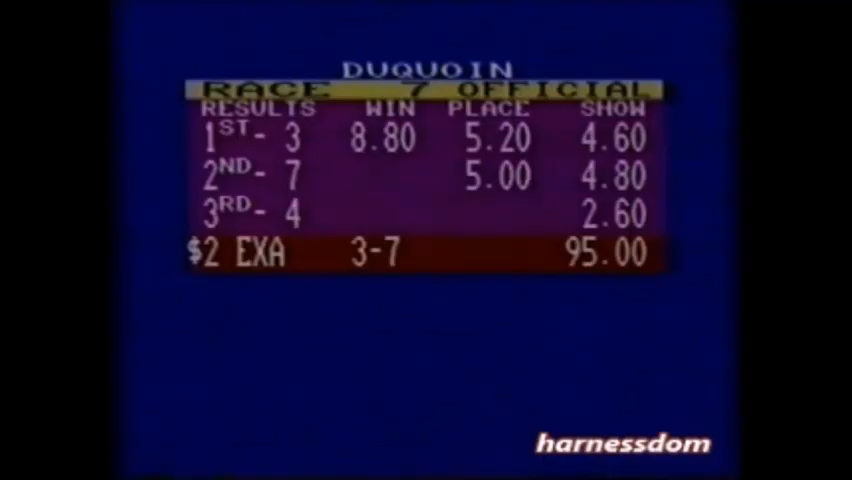 DUQUOIN
RACE 7 OFFICIAL
RESULTS WIN PLACE SHOW
1ST- 3 8.80 5.20 4.60
2ND- 7 5.00 4.80
3RD- 4 2.60
$2 EXA 3-7 95.00
harnessdom